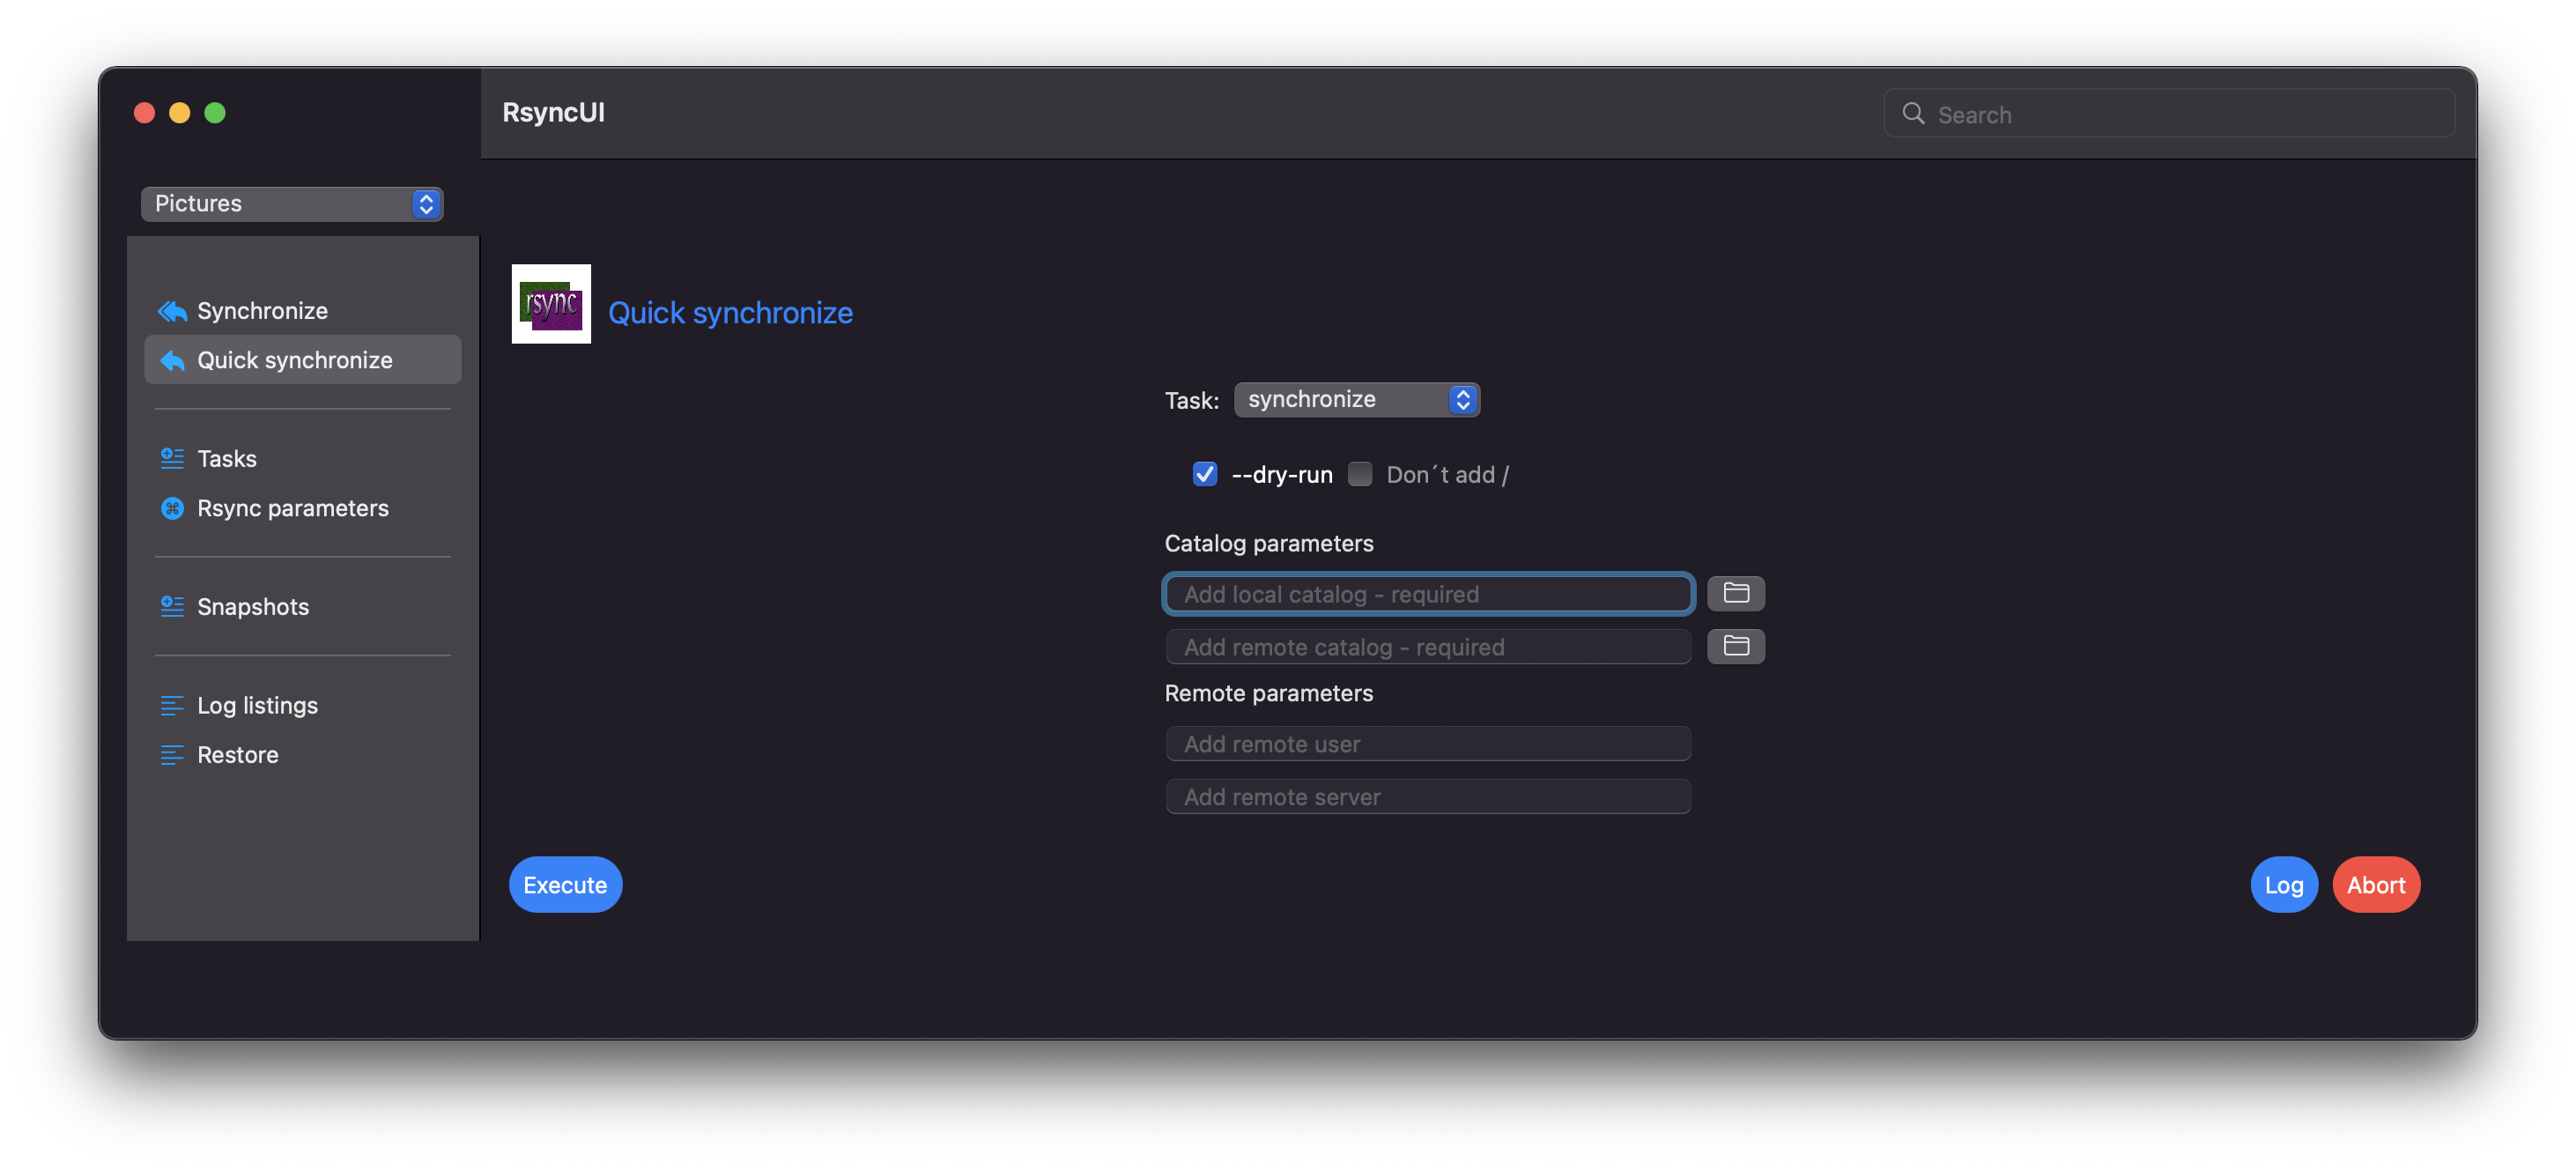 RsyncUI
Search
Pictures
Synchronize
Quick synchronize
Tasks
Rsync parameters
Snapshots
Log listings
Restore
rsync
Quick synchronize
Task: synchronize
--dry-run Don´t add /
Catalog parameters
Add local catalog - required
Add remote catalog - required
Remote parameters
Add remote user
Add remote server
Execute
Log Abort